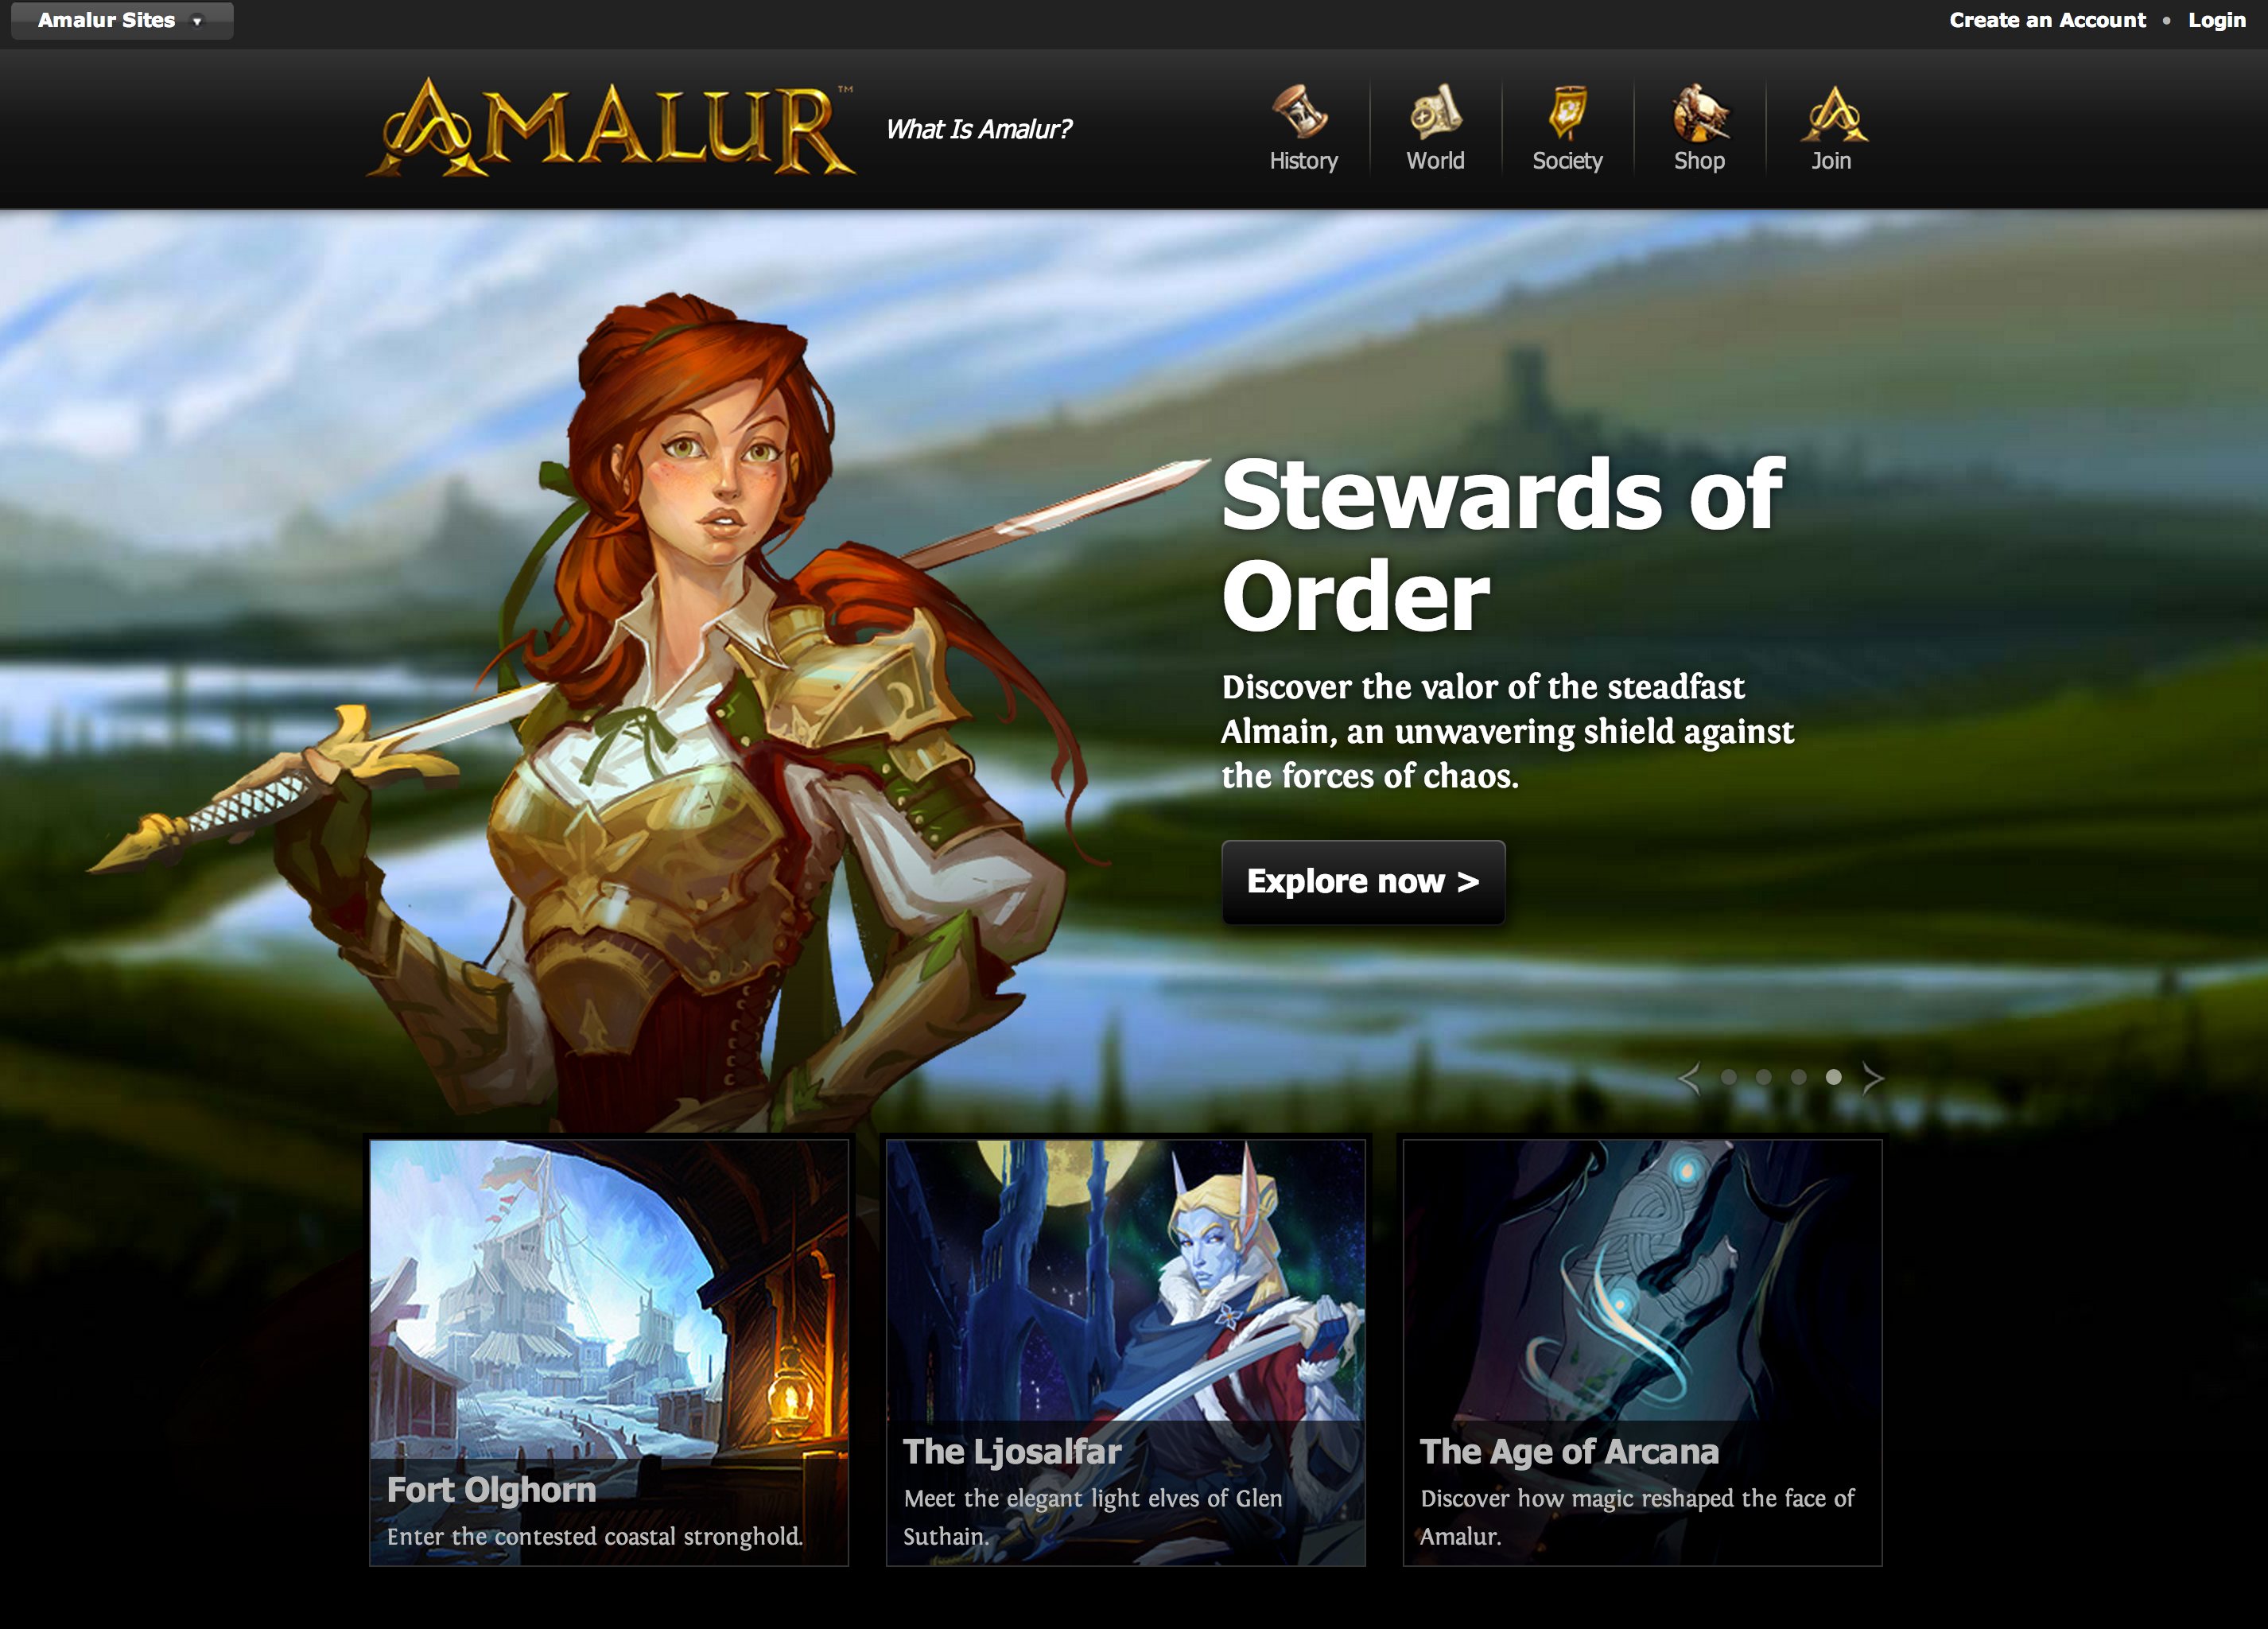 Amalur Sites
Create an Account • Login
AMALUR™
What Is Amalur?
History
World
Society
Shop
Join
Stewards of
Order
Discover the valor of the steadfast
Almain, an unwavering shield against
the forces of chaos.
Explore now >
Fort Olghorn
Enter the contested coastal stronghold.
The Ljosalfar
Meet the elegant light elves of Glen
Suthain.
The Age of Arcana
Discover how magic reshaped the face of
Amalur.